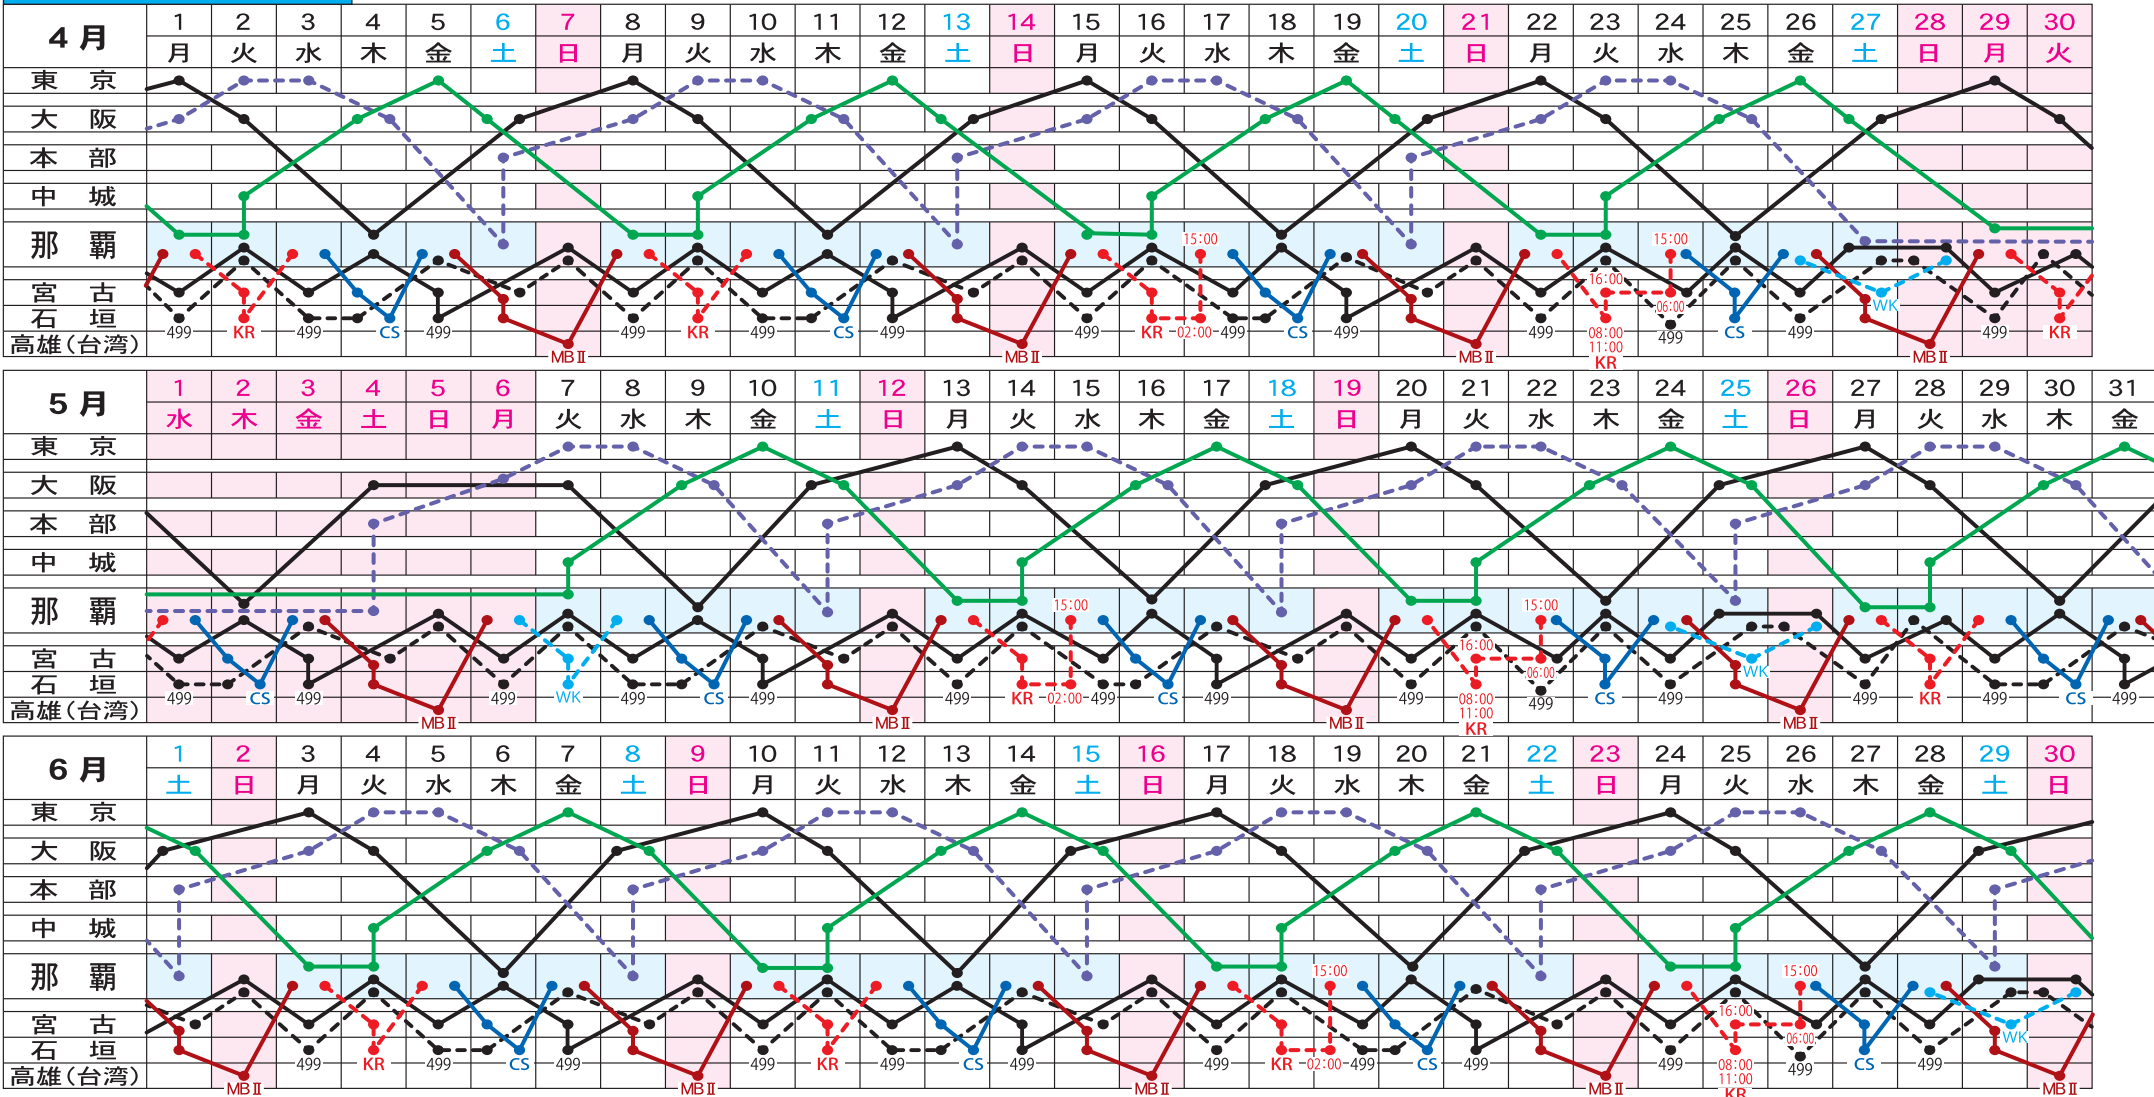 4月 1 2 3 4 5 6 7 8 9 10 11 12 13 14 15 16 17 18 19 20 21 22 23 24 25 26 27 28 29 30
月 火 水 木 金 土 日 月 火 水 木 金 土 日 月 火 水 木 金 土 日 月 火 水 木 金 土 日 月 火
東京
大阪
本部
中城
那覇 15:00 15:00
宮古 16:00 06:00 WK
石垣
499 KR 499 CS 499 499 KR 499 CS 499 499 KR 02:00 499 CS 499 499 08:00 499 CS 499 499 KR
11:00
高雄(台湾) MBⅡ MBⅡ MBⅡ KR MBⅡ
5月 1 2 3 4 5 6 7 8 9 10 11 12 13 14 15 16 17 18 19 20 21 22 23 24 25 26 27 28 29 30 31
水 木 金 土 日 月 火 水 木 金 土 日 月 火 水 木 金 土 日 月 火 水 木 金 土 日 月 火 水 木 金
東京
大阪
本部
中城
那覇 15:00 15:00
宮古 16:00 06:00 WK
石垣
499 CS 499 499 WK 499 CS 499 499 KR 02:00 499 CS 499 499 08:00 499 CS 499 499 KR 499 CS 499
11:00
高雄(台湾) MBⅡ MBⅡ MBⅡ KR MBⅡ
6月 1 2 3 4 5 6 7 8 9 10 11 12 13 14 15 16 17 18 19 20 21 22 23 24 25 26 27 28 29 30
土 日 月 火 水 木 金 土 日 月 火 水 木 金 土 日 月 火 水 木 金 土 日 月 火 水 木 金 土 日
東京
大阪
本部
中城
那覇 15:00 15:00
宮古 16:00 06:00 WK
石垣
499 KR 499 CS 499 499 KR 499 CS 499 499 KR 02:00 499 CS 499 499 08:00 499 CS 499
11:00
高雄(台湾) MBⅡ MBⅡ MBⅡ MBⅡ KR MBⅡ